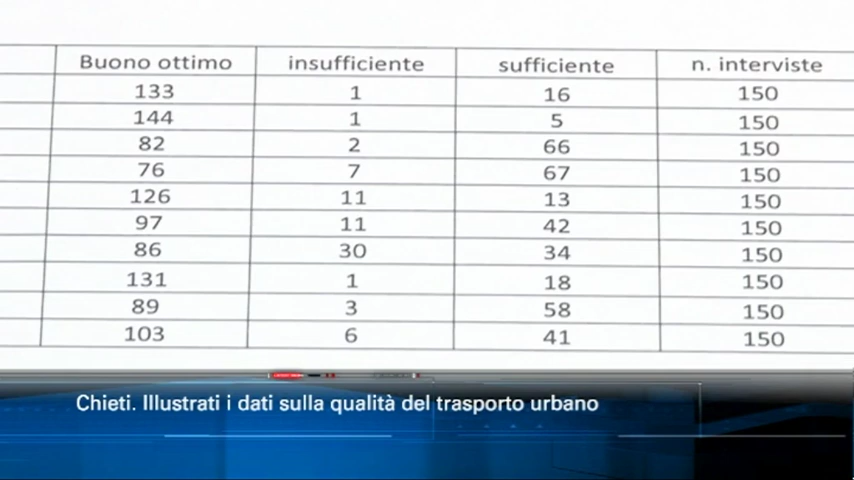 Buono ottimo insufficiente sufficiente n. interviste
133 1 16 150
144 1 5 150
82 2 66 150
76 7 67 150
126 11 13 150
97 11 42 150
86 30 34 150
131 1 18 150
89 3 58 150
103 6 41 150
Chieti. Illustrati i dati sulla qualità del trasporto urbano